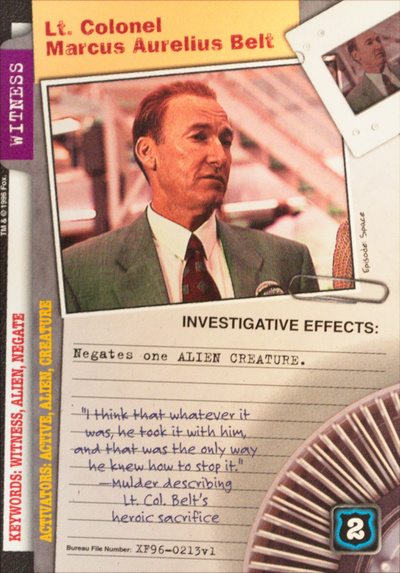 Lt. Colonel
Marcus Aurelius Belt
WITNESS
TM & © 1996 Fox.
Episode: Space
KEYWORDS: WITNESS, ALIEN, NEGATE
ACTIVATORS: ACTIVE, ALIEN, CREATURE
INVESTIGATIVE EFFECTS:
Negates one ALIEN CREATURE.
"I think that whatever it
was, he took it with him,
and that was the only way
he knew how to stop it."
—Mulder describing
Lt. Col. Belt's
heroic sacrifice
Bureau File Number: XF96-0213v1
2